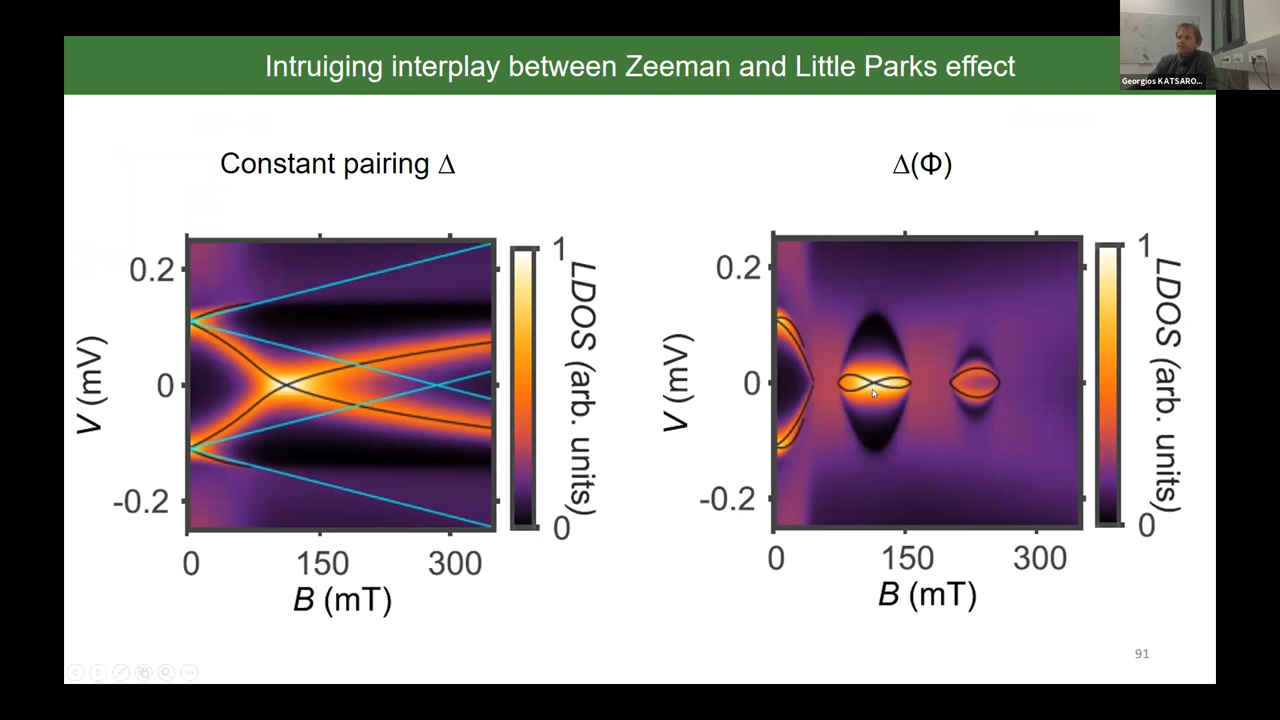 Intruiging interplay between Zeeman and Little Parks effect
Georgios KATSARO...
Constant pairing Δ
Δ(Φ)
0.2
0
-0.2
V (mV)
0
150
300
B (mT)
1
0
LDOS (arb. units)
0.2
0
-0.2
V (mV)
0
150
300
B (mT)
1
0
LDOS (arb. units)
91